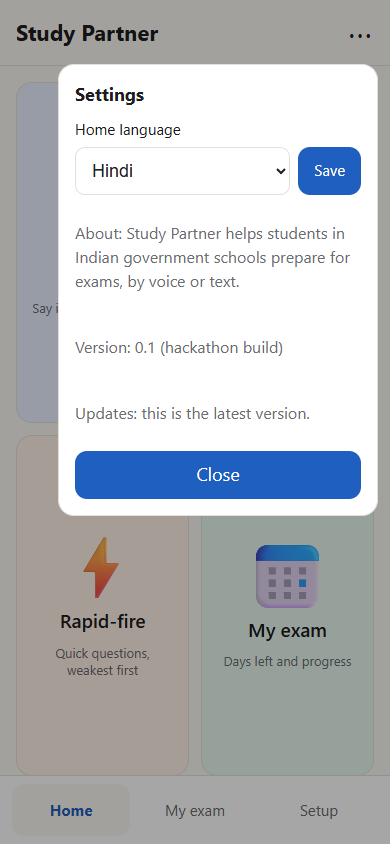 Study Partner
...
Settings
Home language
Hindi
Save
About: Study Partner helps students in
Indian government schools prepare for
exams, by voice or text.
Version: 0.1 (hackathon build)
Updates: this is the latest version.
Close
Say i
Rapid-fire
Quick questions,
weakest first
My exam
Days left and progress
Home
My exam
Setup